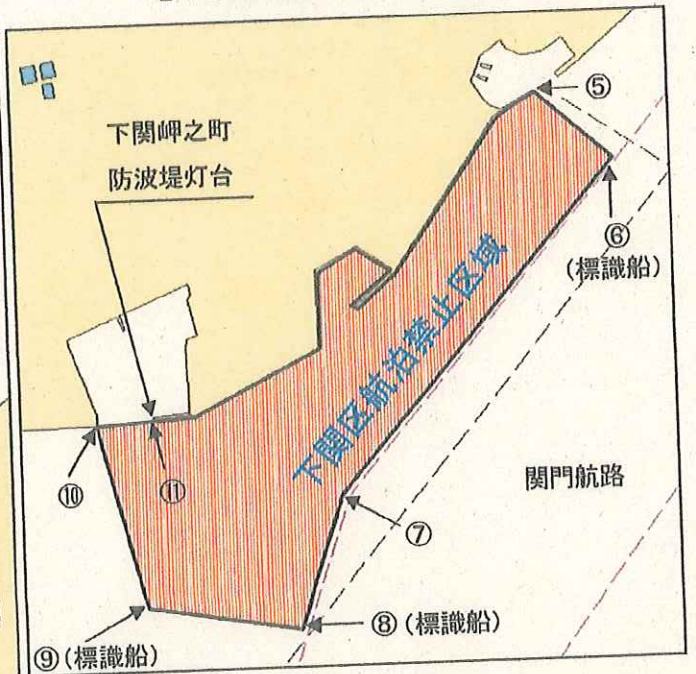 ⑤
下関岬之町
防波堤灯台
⑥
(標識船)
下関区航泊禁止区域
関門航路
⑩
⑪
⑦
⑧(標識船)
⑨(標識船)